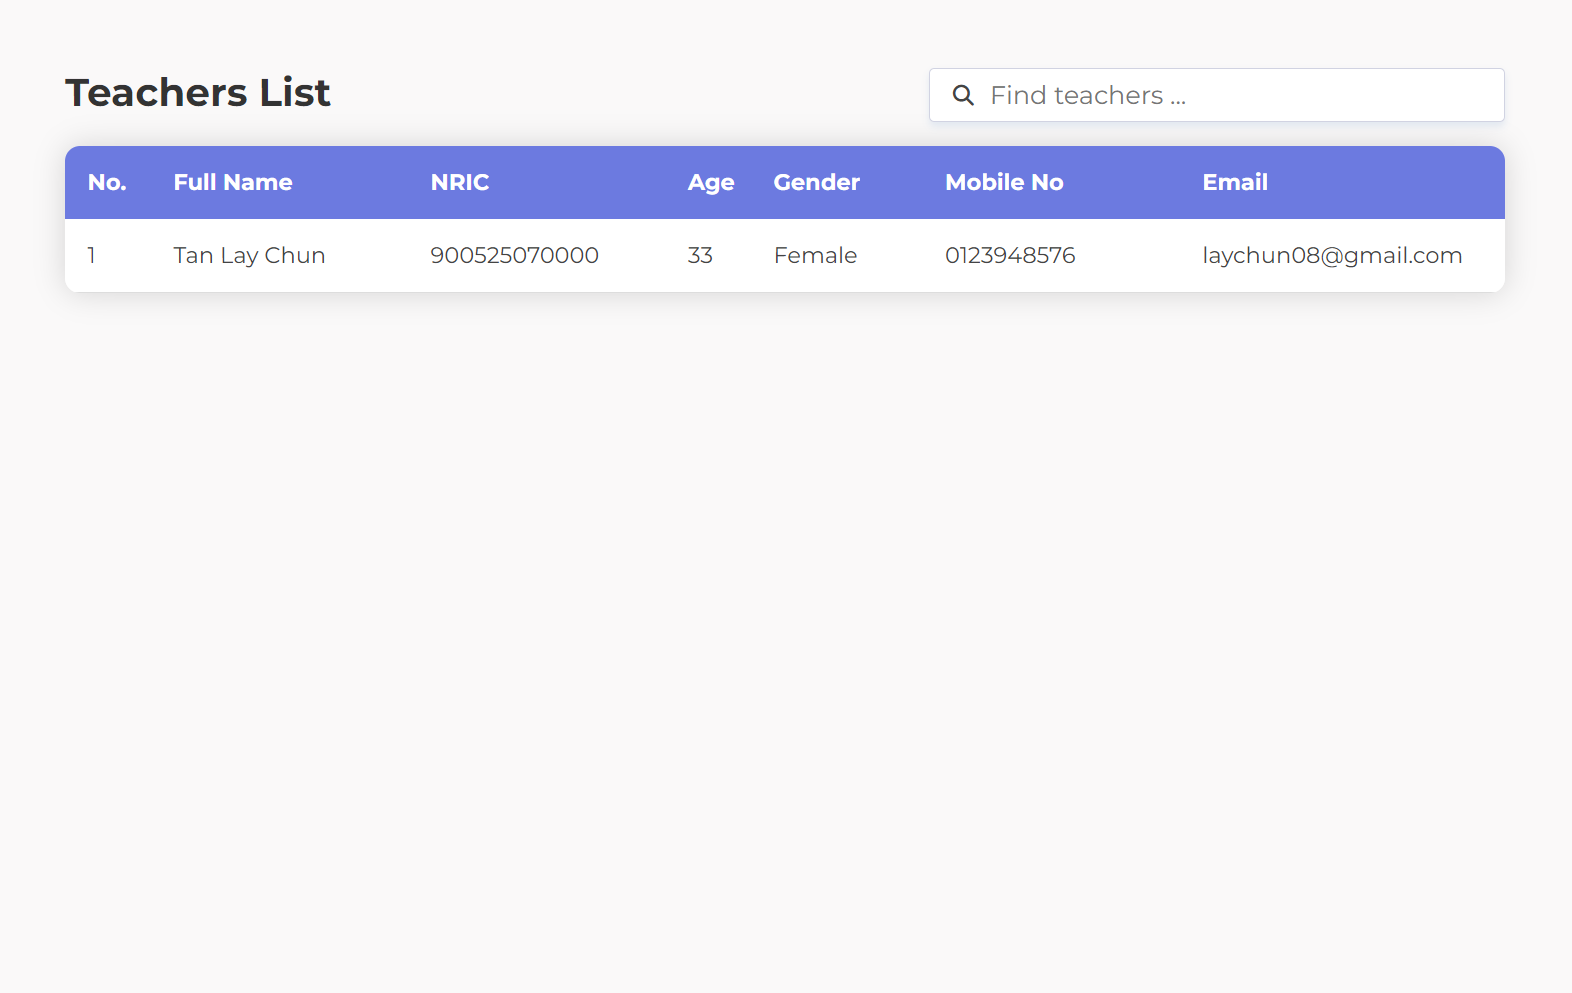 Teachers List
Find teachers ...
No. Full Name NRIC Age Gender Mobile No Email
1 Tan Lay Chun 900525070000 33 Female 0123948576 laychun08@gmail.com